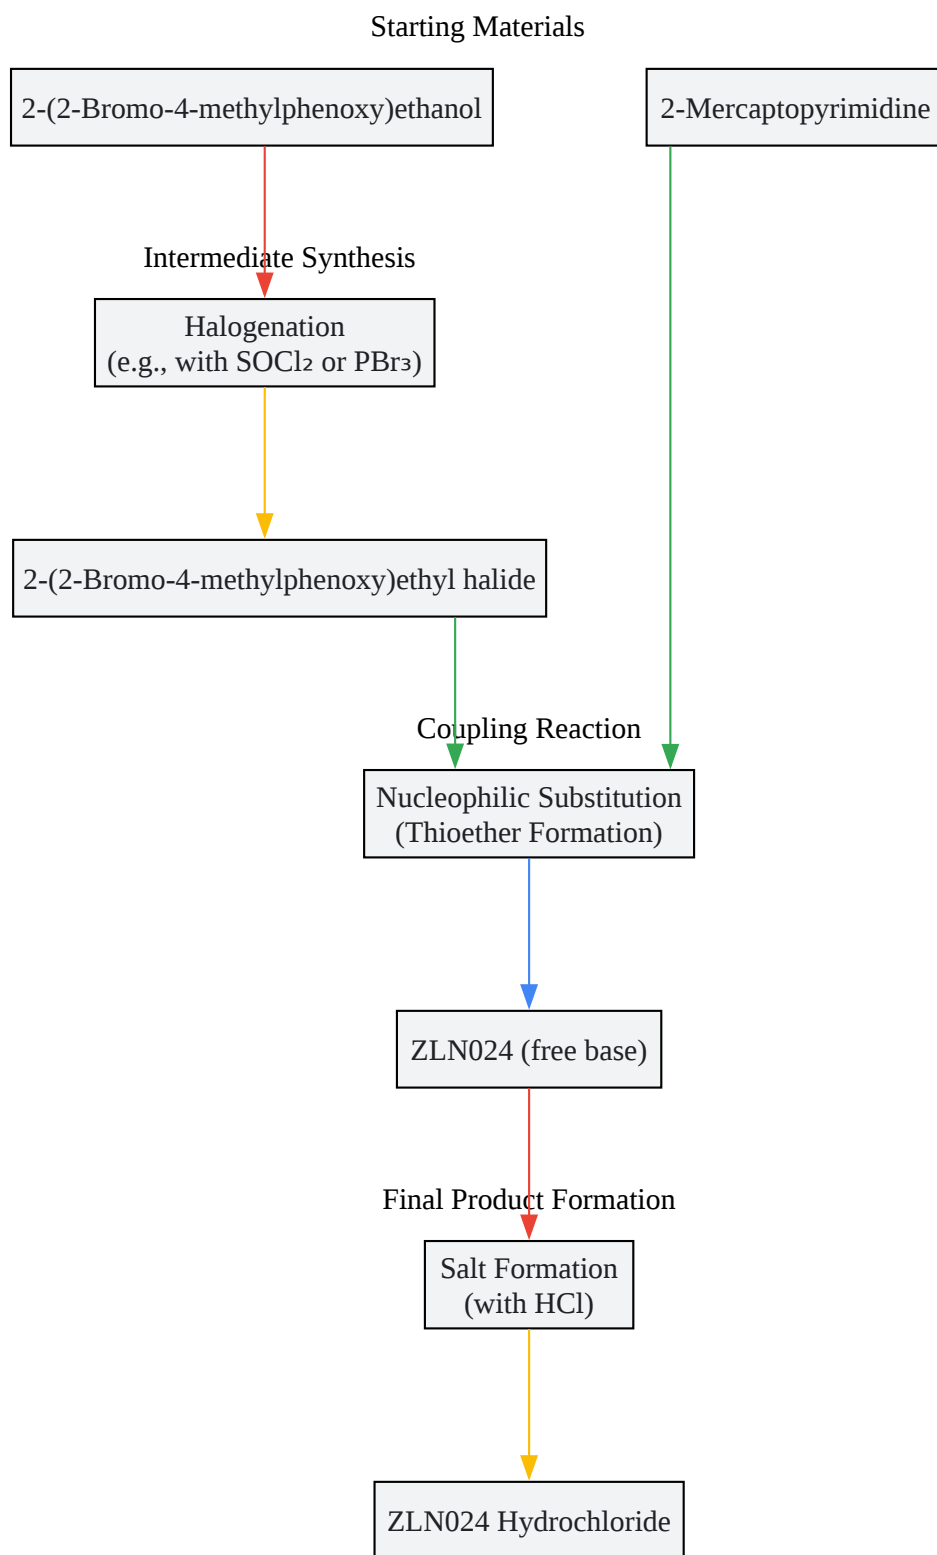 Starting Materials
2-(2-Bromo-4-methylphenoxy)ethanol
2-Mercaptopyrimidine
Intermediate Synthesis
Halogenation
(e.g., with SOCl₂ or PBr₃)
2-(2-Bromo-4-methylphenoxy)ethyl halide
Coupling Reaction
Nucleophilic Substitution
(Thioether Formation)
ZLN024 (free base)
Final Product Formation
Salt Formation
(with HCl)
ZLN024 Hydrochloride